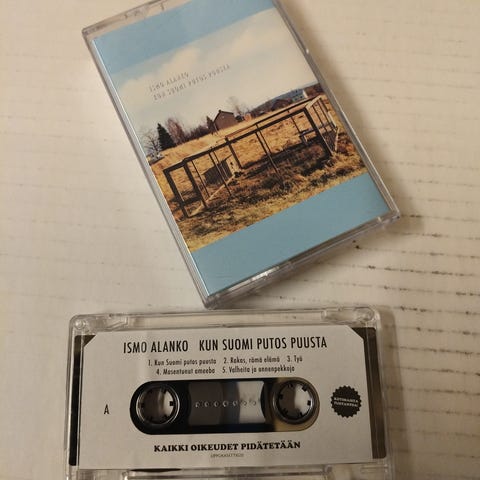 ISMO ALANKO
KUN SUOMI PUTOS PUUSTA
ISMO ALANKO KUN SUOMI PUTOS PUUSTA
1. Kun Suomi putos puusta 2. Rakas, rämä elämä 3. Työ
4. Masentunut ameeba 5. Valheita ja onnenpekkoja
A
KAIKKI OIKEUDET PIDÄTETÄÄN